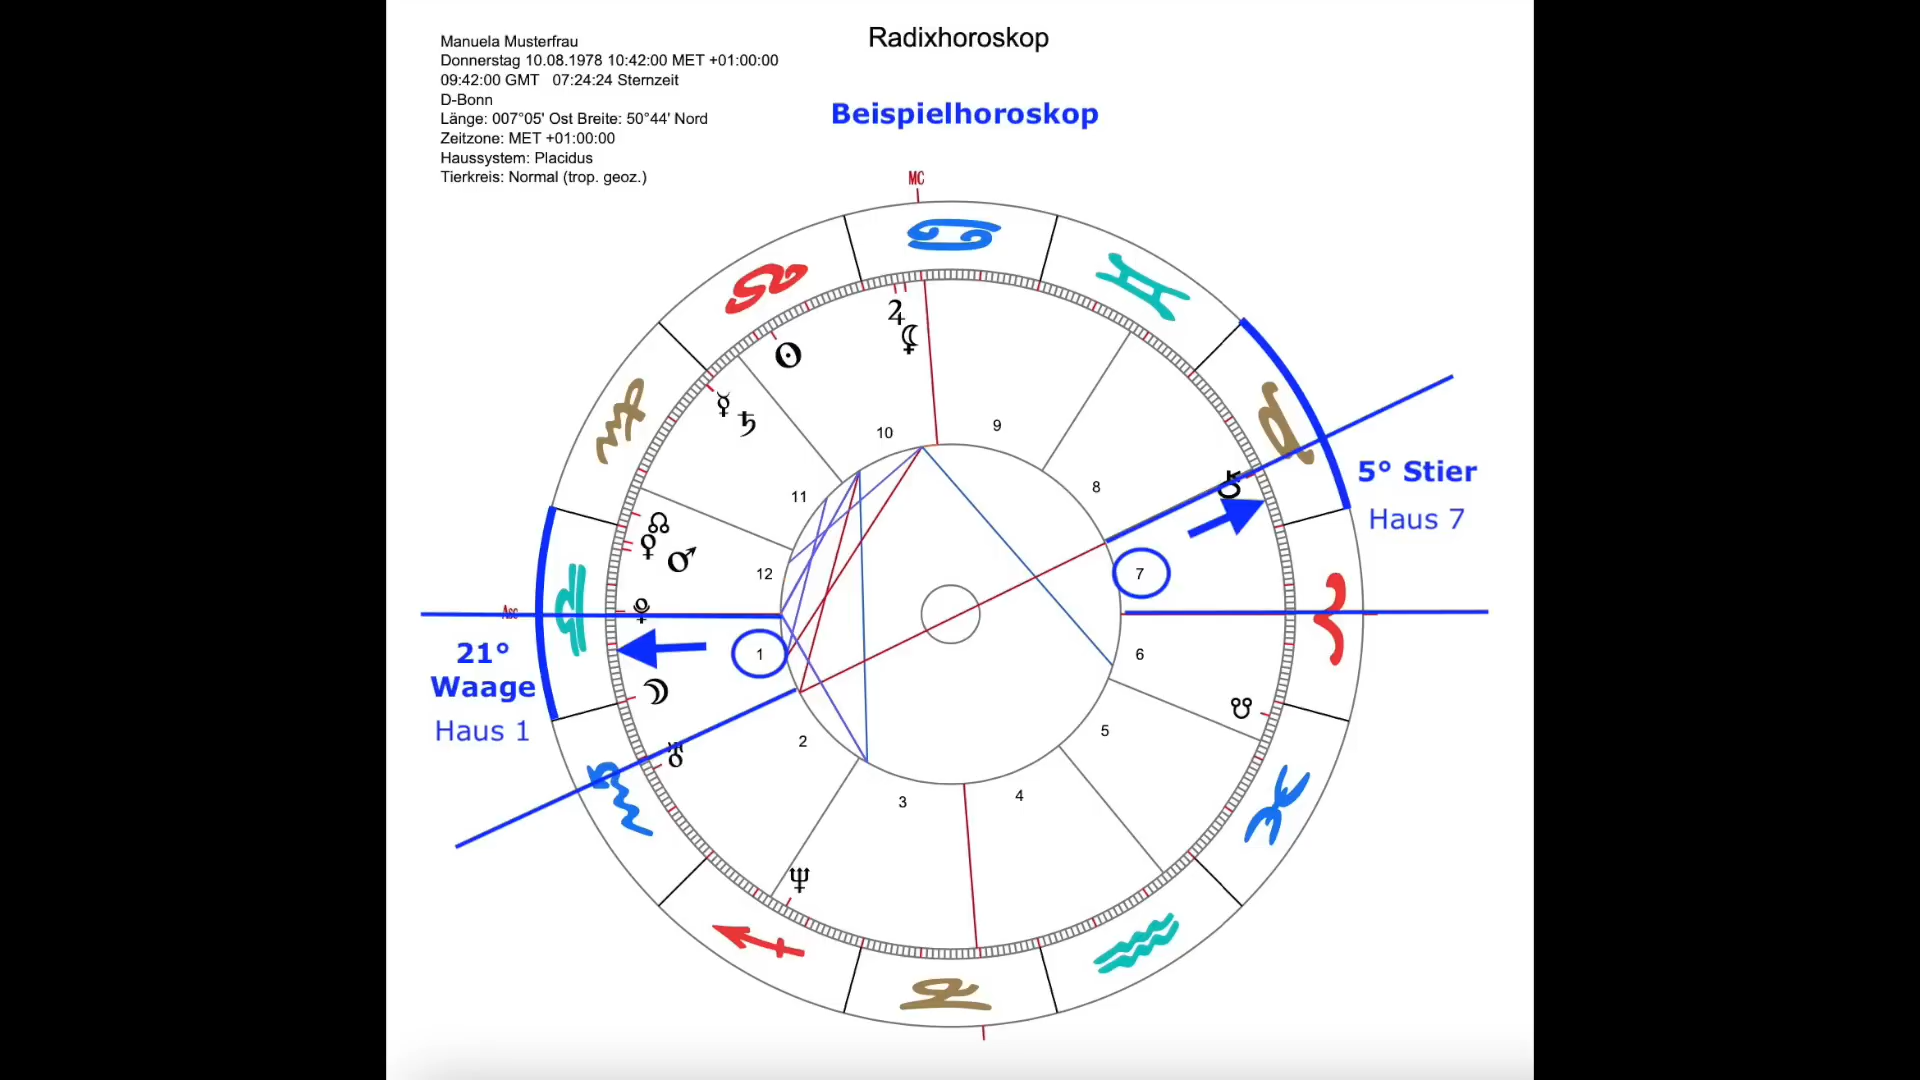 Radixhoroskop
Manuela Musterfrau
Donnerstag 10.08.1978 10:42:00 MET +01:00:00
09:42:00 GMT 07:24:24 Sternzeit
D-Bonn
Länge: 007°05' Ost Breite: 50°44' Nord
Zeitzone: MET +01:00:00
Haussystem: Placidus
Tierkreis: Normal (trop. geoz.)
Beispielhoroskop
MC
9
10
8
5° Stier
Haus 7
11
12
7
Asc
21°
Waage
Haus 1
1
6
2
5
3
4